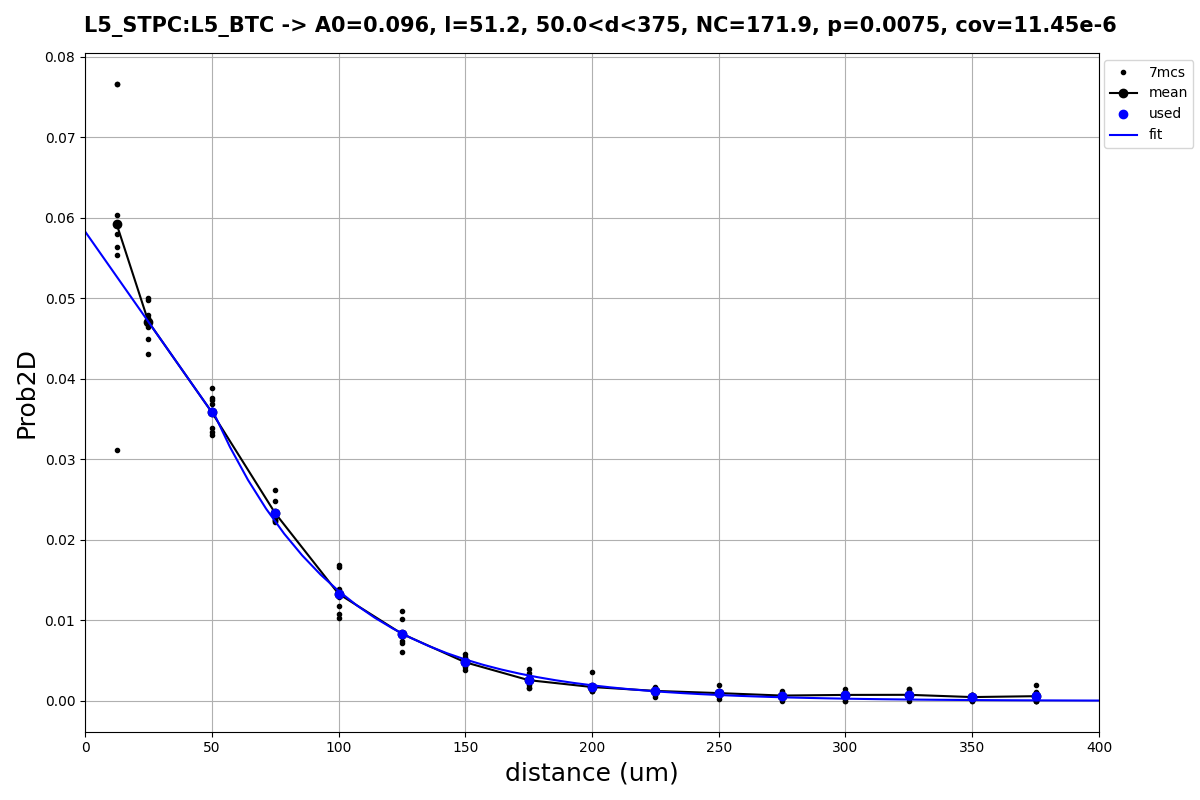 L5_STPC:L5_BTC -> A0=0.096, l=51.2, 50.0<d<375, NC=171.9, p=0.0075, cov=11.45e-6
7mcs
mean
used
fit
0.08
0.07
0.06
0.05
0.04
0.03
0.02
0.01
0.00
Prob2D
0 50 100 150 200 250 300 350 400
distance (um)